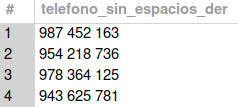 # telefono_sin_espacios_der
1 987 452 163
2 954 218 736
3 978 364 125
4 943 625 781